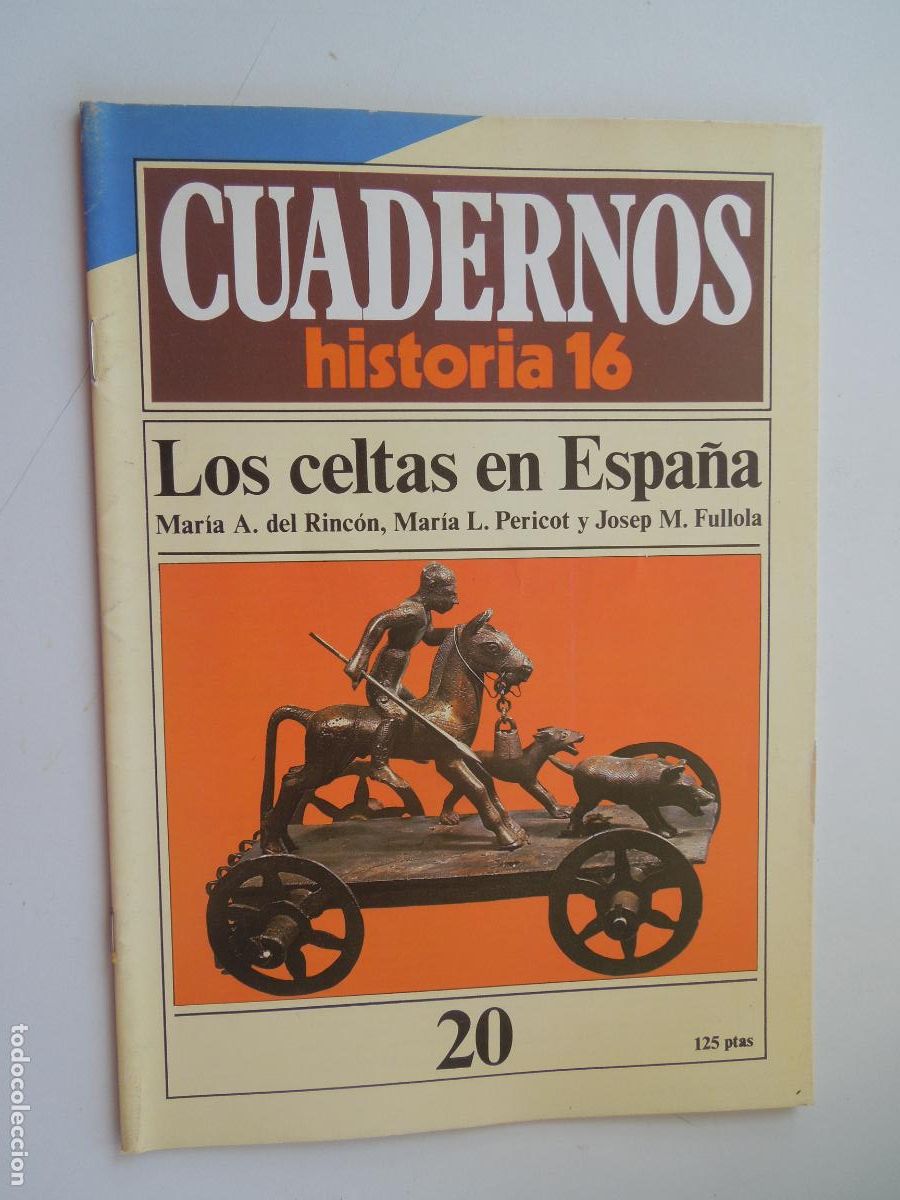 CUADERNOS
historia 16
Los celtas en España
María A. del Rincón, María L. Pericot y Josep M. Fullola
20
125 ptas
todocoleccion